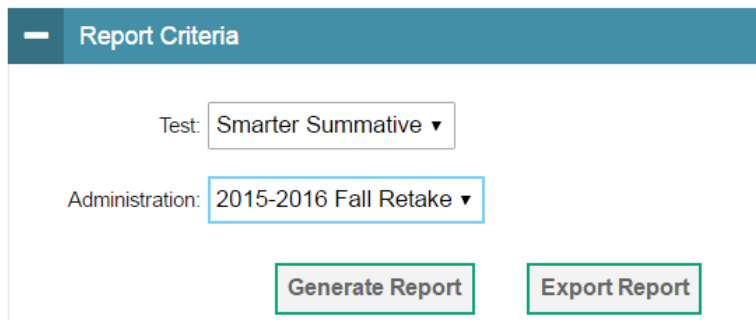 Report Criteria
Test: Smarter Summative
Administration: 2015-2016 Fall Retake
Generate Report Export Report